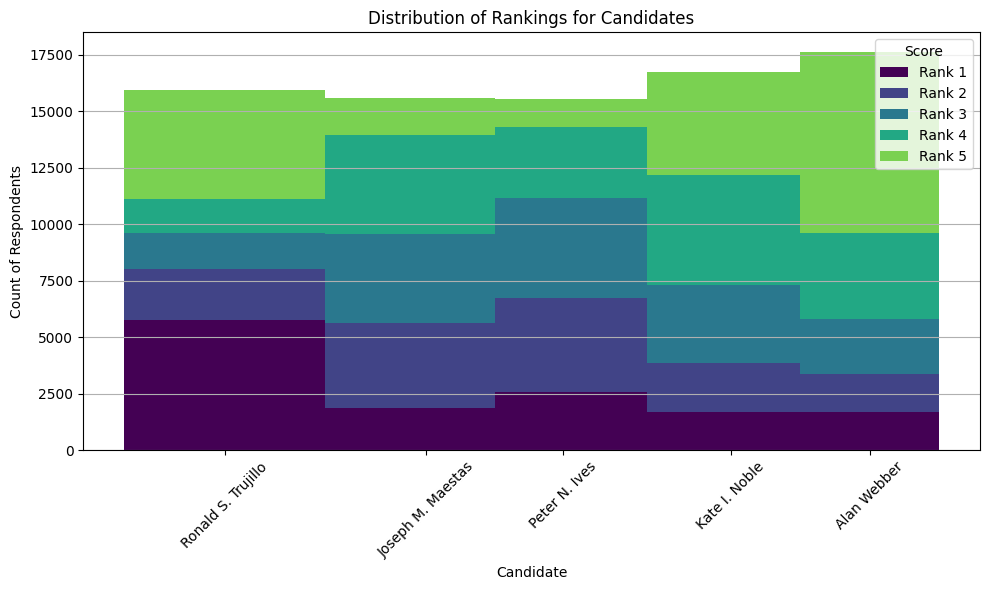 Distribution of Rankings for Candidates
Count of Respondents
17500
15000
12500
10000
7500
5000
2500
0
Score
Rank 1
Rank 2
Rank 3
Rank 4
Rank 5
Ronald S. Trujillo
Joseph M. Maestas
Peter N. Ives
Kate I. Noble
Alan Webber
Candidate